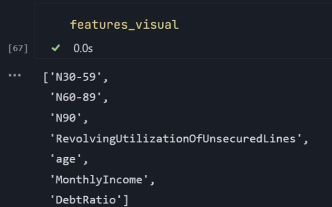 features_visual
[67]
✓ 0.0s
...
['N30-59',
'N60-89',
'N90',
'RevolvingUtilizationOfUnsecuredLines',
'age',
'MonthlyIncome',
'DebtRatio']